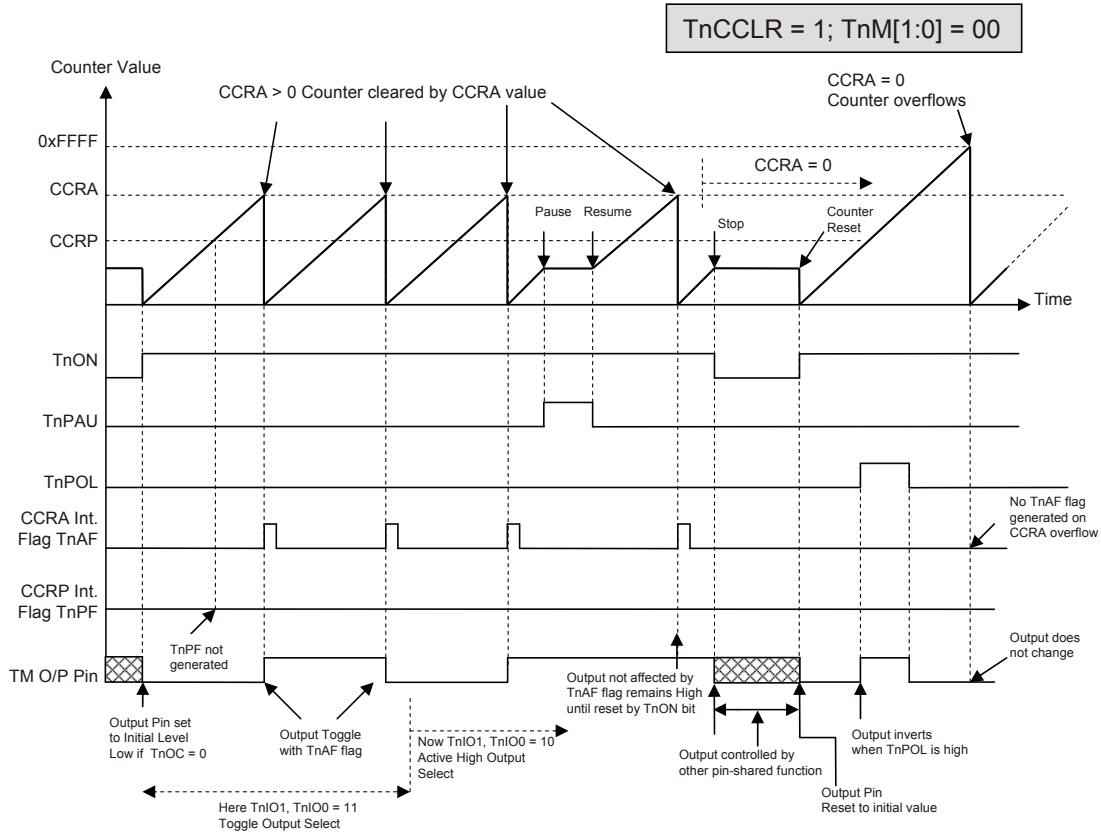 TnCCLR = 1; TnM[1:0] = 00
Counter Value
CCRA > 0 Counter cleared by CCRA value
CCRA = 0
Counter overflows
0xFFFF
CCRA = 0
CCRA
Pause
Resume
Stop
Counter
Reset
CCRP
Time
TnON
TnPAU
TnPOL
No TnAF flag
generated on
CCRA overflow
CCRA Int.
Flag TnAF
CCRP Int.
Flag TnPF
TnPF not
generated
Output does
not change
TM O/P Pin
Output not affected by
TnAF flag remains High
until reset by TnON bit
Output Pin set
to Initial Level
Low if TnOC = 0
Output Toggle
with TnAF flag
Now TnIO1, TnIO0 = 10
Active High Output
Select
Output controlled by
other pin-shared function
Output inverts
when TnPOL is high
Output Pin
Reset to initial value
Here TnIO1, TnIO0 = 11
Toggle Output Select